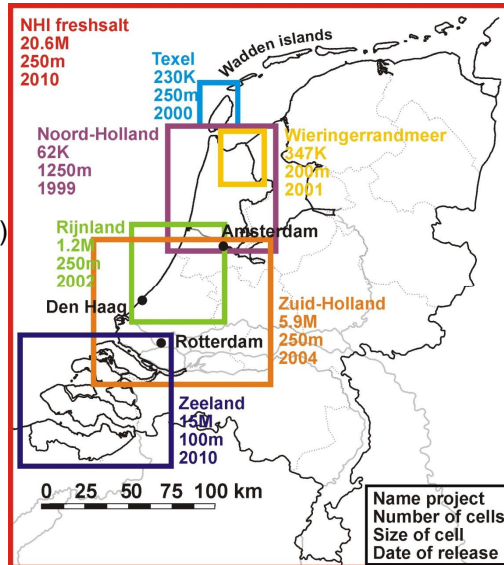 NHI freshsalt
20.6M
250m
2010
Texel
230K
250m
2000
Wadden islands
Noord-Holland
62K
1250m
1999
Wieringerrandmeer
347K
200m
2001
)
Rijnland
1.2M
250m
2002
Amsterdam
Den Haag
Zuid-Holland
5.9M
250m
2004
Rotterdam
Zeeland
15M
100m
2010
0 25 50 75 100 km
Name project
Number of cells
Size of cell
Date of release